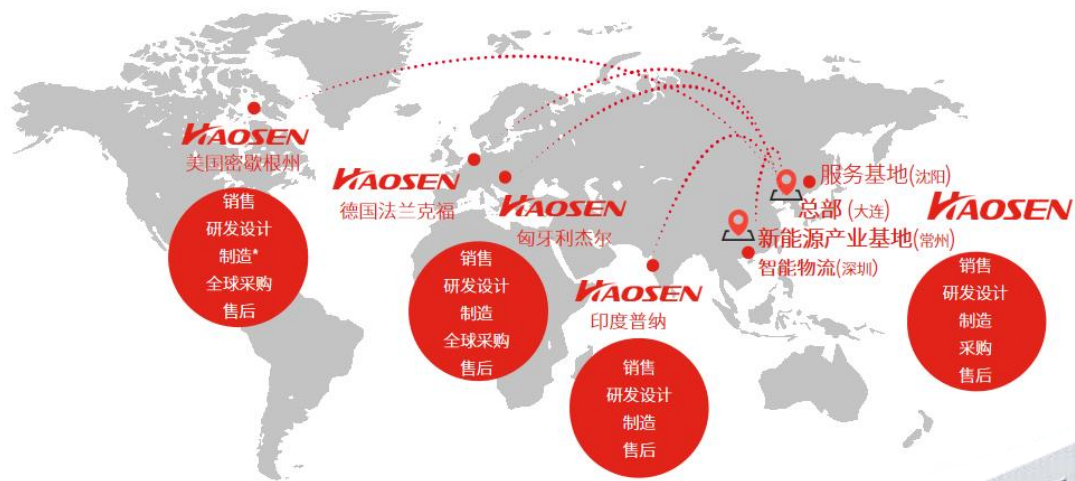 HAOSEN
美国密歇根州
销售
研发设计
制造*
全球采购
售后
HAOSEN
德国法兰克福
HAOSEN
匈牙利杰尔
销售
研发设计
制造
全球采购
售后
HAOSEN
印度普纳
销售
研发设计
制造
售后
服务基地(沈阳)
总部 (大连)
新能源产业基地(常州)
智能物流(深圳)
HAOSEN
销售
研发设计
制造
采购
售后